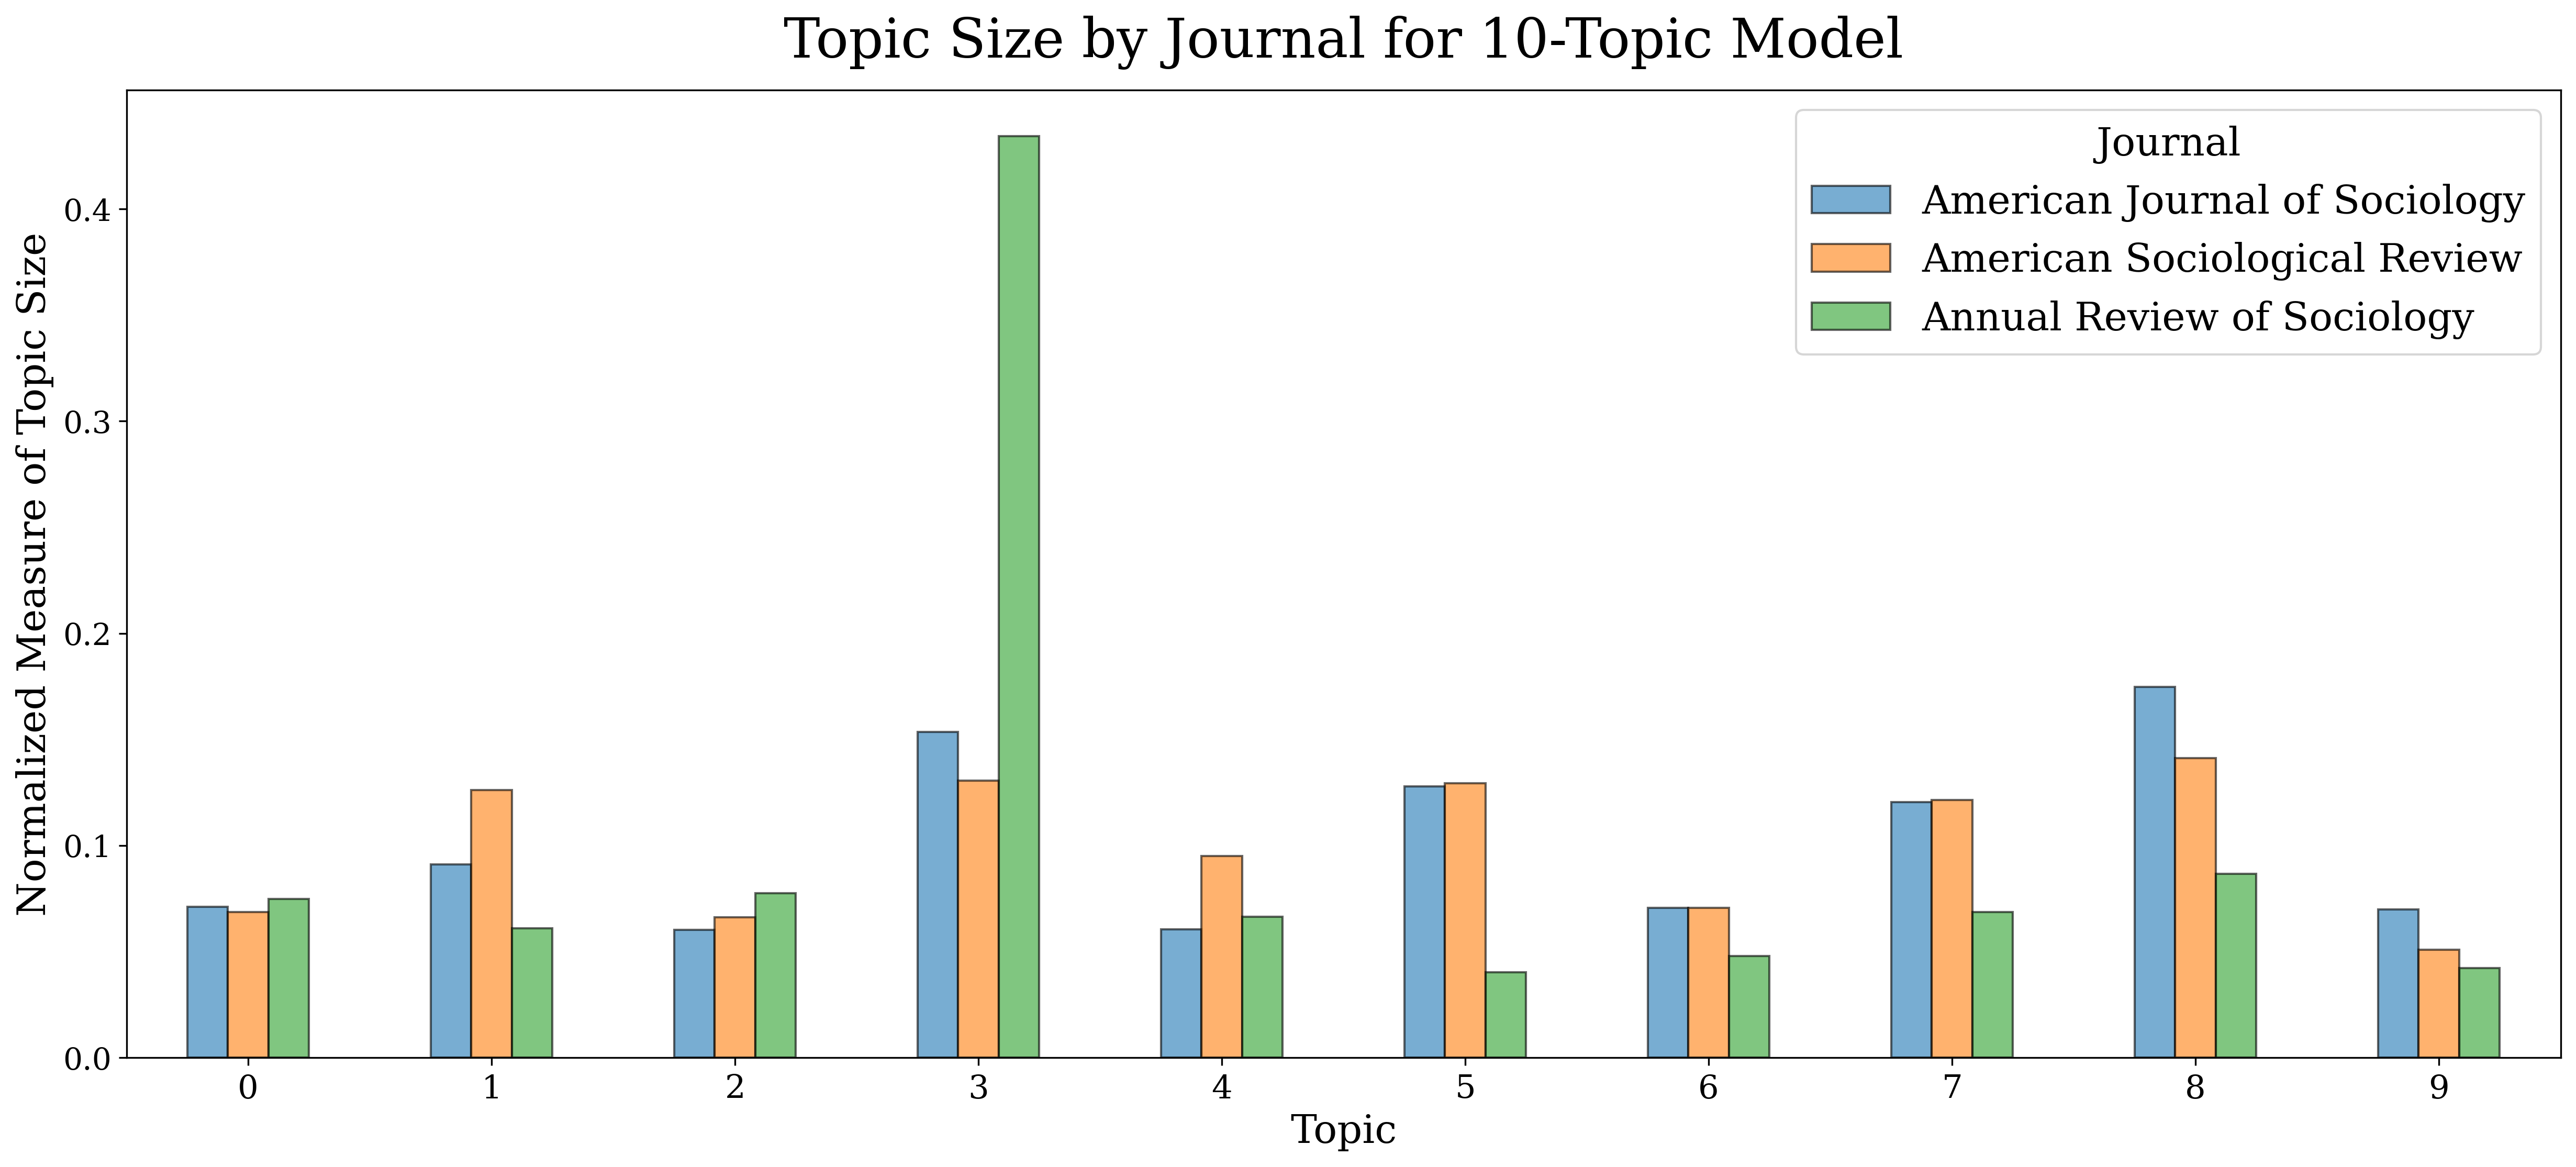 Topic Size by Journal for 10-Topic Model
Normalized Measure of Topic Size
0.4
0.3
0.2
0.1
0.0
Journal
American Journal of Sociology
American Sociological Review
Annual Review of Sociology
0 1 2 3 4 5 6 7 8 9
Topic